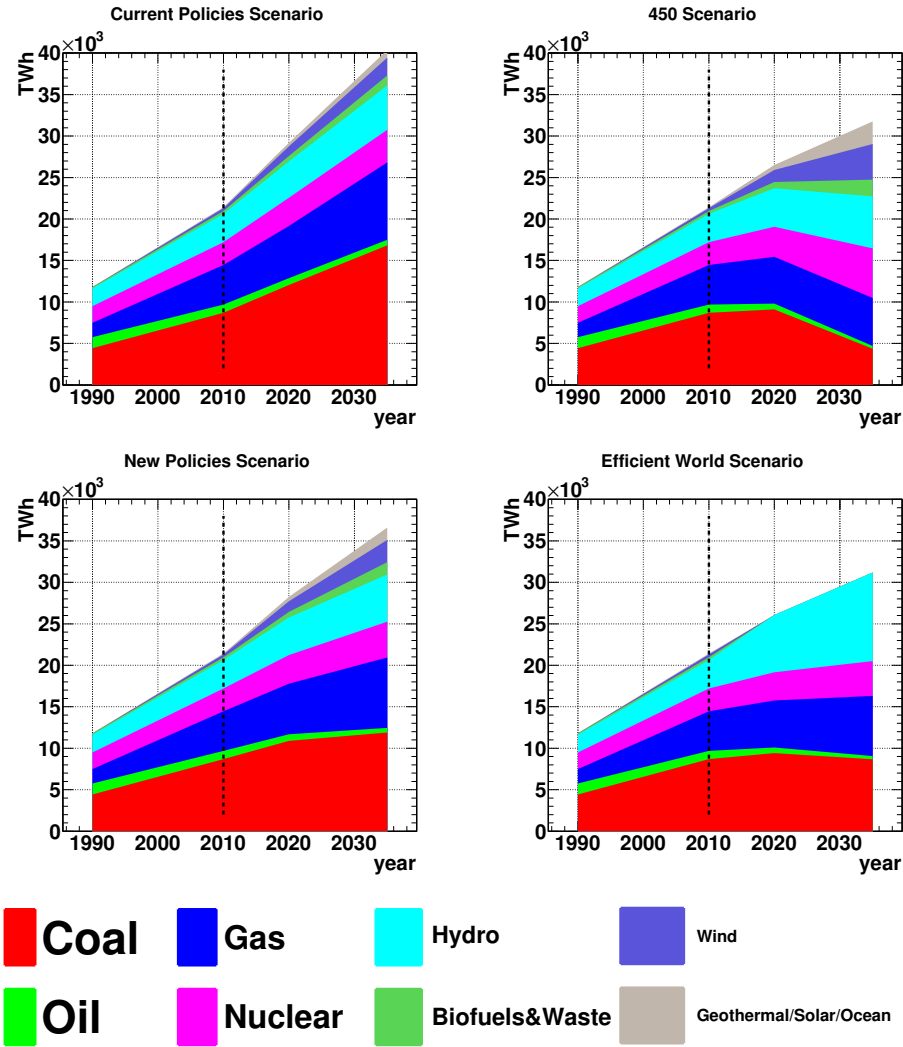 Current Policies Scenario
×10³
TWh
40
35
30
25
20
15
10
5
0
1990 2000 2010 2020 2030
year
450 Scenario
×10³
TWh
40
35
30
25
20
15
10
5
0
1990 2000 2010 2020 2030
year
New Policies Scenario
×10³
TWh
40
35
30
25
20
15
10
5
0
1990 2000 2010 2020 2030
year
Efficient World Scenario
×10³
TWh
40
35
30
25
20
15
10
5
0
1990 2000 2010 2020 2030
year
Coal Gas Hydro Wind
Oil Nuclear Biofuels&Waste Geothermal/Solar/Ocean